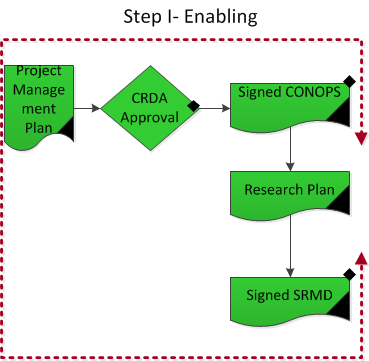 Step I- Enabling
Project
Manage
ment
Plan
CRDA
Approval
Signed CONOPS
Research Plan
Signed SRMD